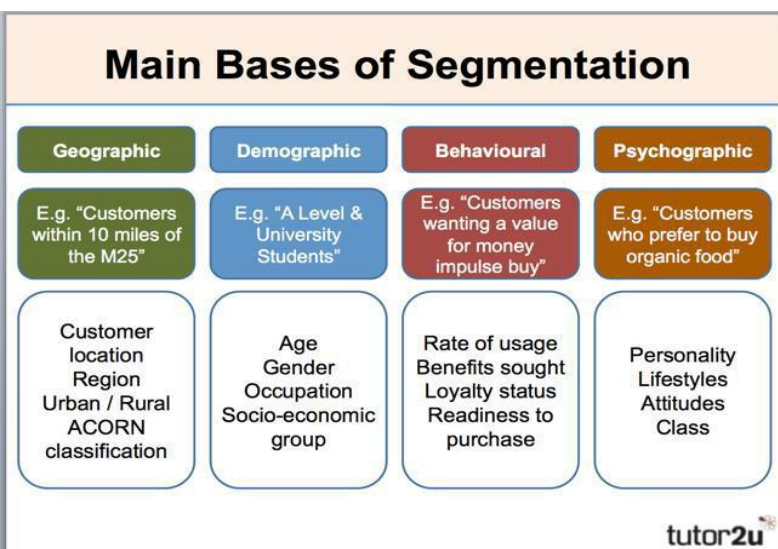 Main Bases of Segmentation
Geographic
E.g. “Customers
within 10 miles of
the M25”
Customer
location
Region
Urban / Rural
ACORN
classification
Demographic
E.g. “A Level &
University
Students”
Age
Gender
Occupation
Socio-economic
group
Behavioural
E.g. “Customers
wanting a value
for money
impulse buy”
Rate of usage
Benefits sought
Loyalty status
Readiness to
purchase
Psychographic
E.g. “Customers
who prefer to buy
organic food”
Personality
Lifestyles
Attitudes
Class
tutor2u